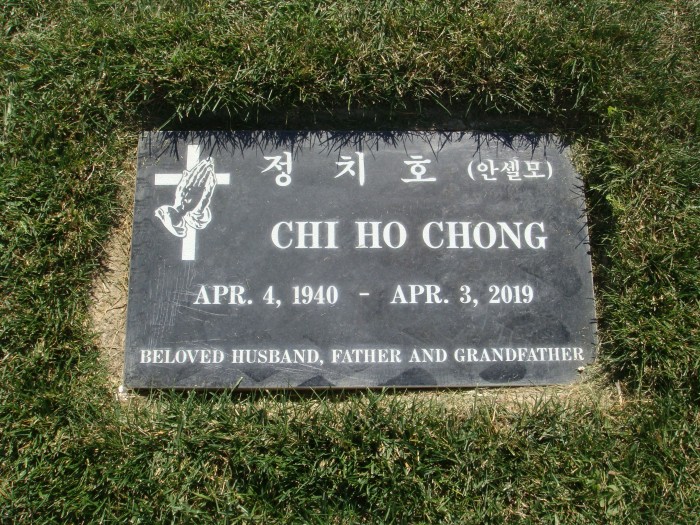 정 치 호 (안셀모)
CHI HO CHONG
APR. 4, 1940 - APR. 3, 2019
BELOVED HUSBAND, FATHER AND GRANDFATHER